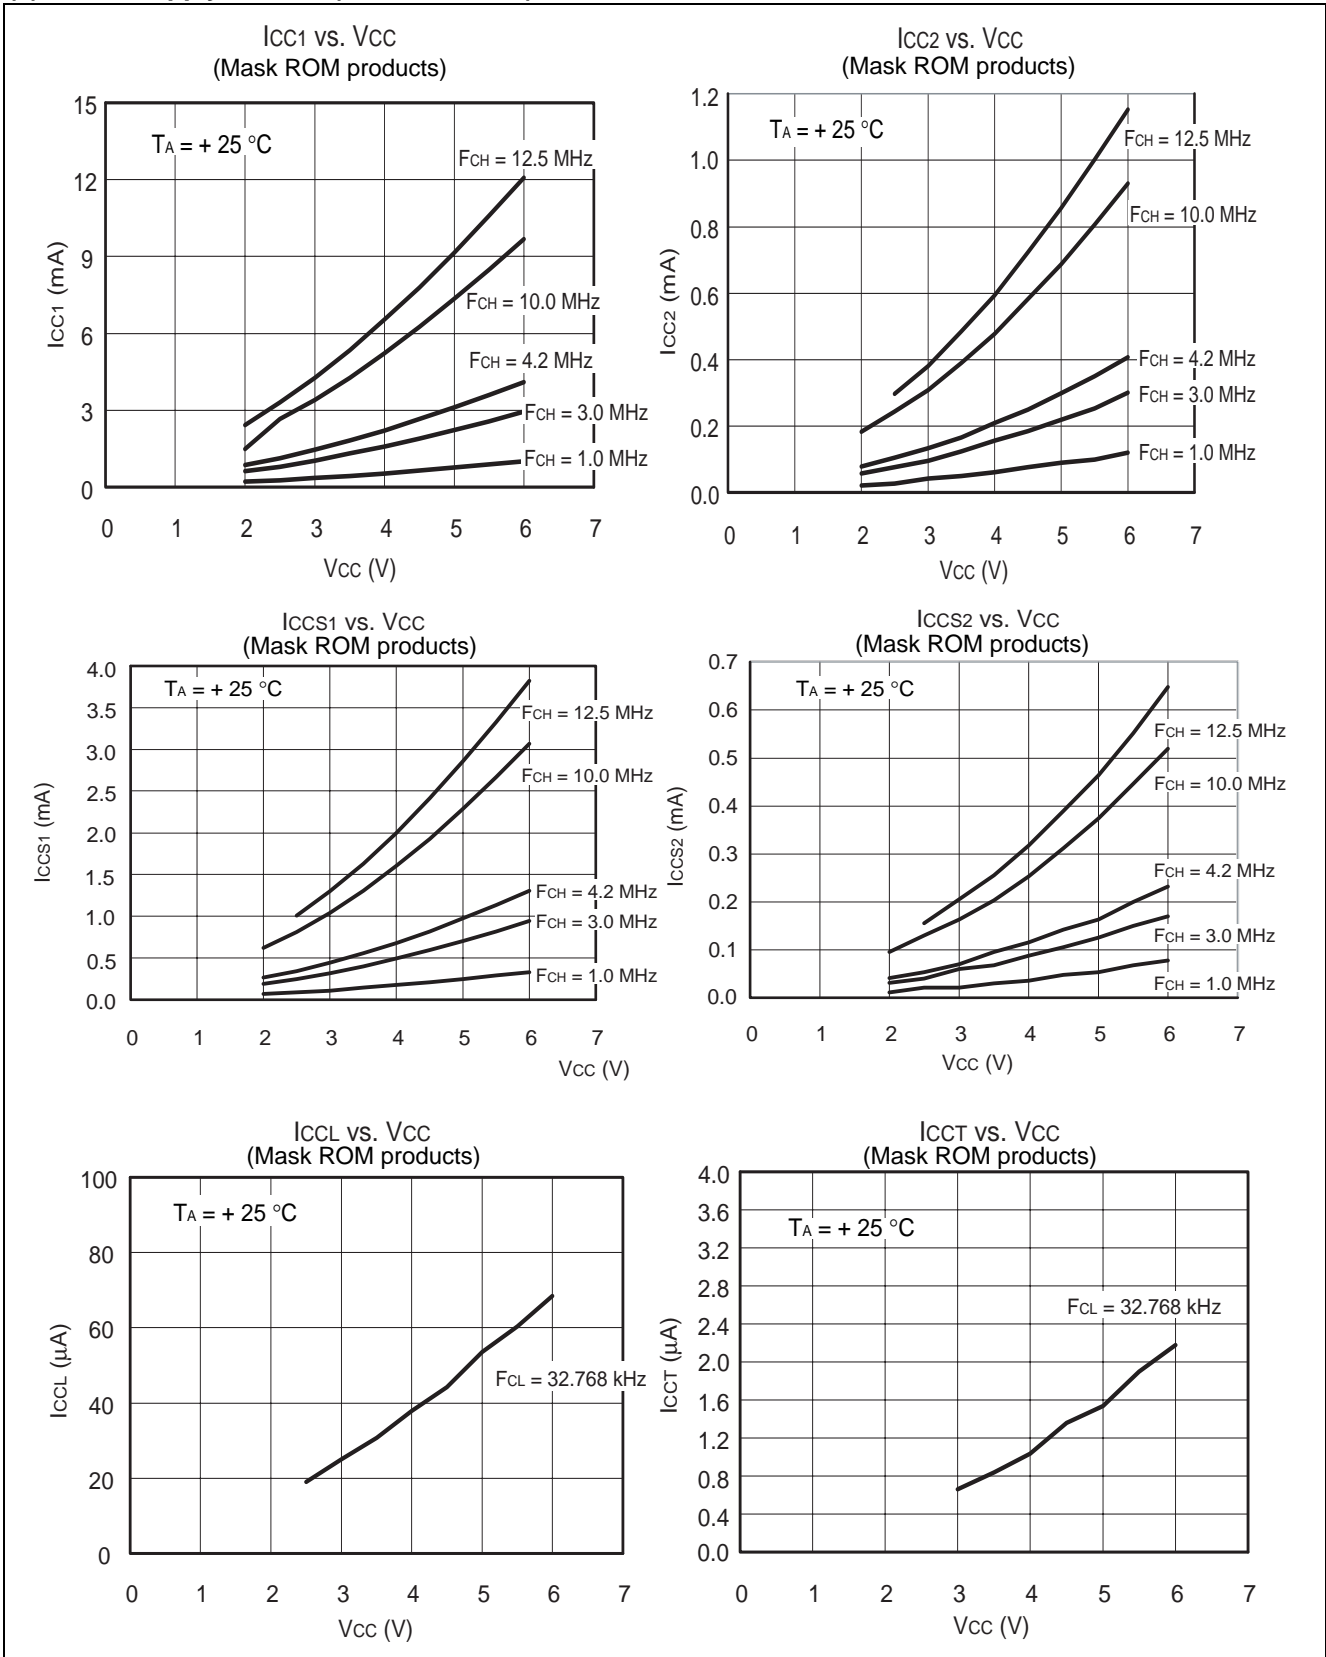 ICC1 vs. VCC
(Mask ROM products)
15
12
9
6
3
0
ICC1 (mA)
TA = + 25 °C
FCH = 12.5 MHz
FCH = 10.0 MHz
FCH = 4.2 MHz
FCH = 3.0 MHz
FCH = 1.0 MHz
0 1 2 3 4 5 6 7
VCC (V)
ICC2 vs. VCC
(Mask ROM products)
1.2
1.0
0.8
0.6
0.4
0.2
0.0
ICC2 (mA)
TA = + 25 °C
FCH = 12.5 MHz
FCH = 10.0 MHz
FCH = 4.2 MHz
FCH = 3.0 MHz
FCH = 1.0 MHz
0 1 2 3 4 5 6 7
VCC (V)
ICCS1 vs. VCC
(Mask ROM products)
4.0
3.5
3.0
2.5
2.0
1.5
1.0
0.5
0.0
ICCS1 (mA)
TA = + 25 °C
FCH = 12.5 MHz
FCH = 10.0 MHz
FCH = 4.2 MHz
FCH = 3.0 MHz
FCH = 1.0 MHz
0 1 2 3 4 5 6 7
VCC (V)
ICCS2 vs. VCC
(Mask ROM products)
0.7
0.6
0.5
0.4
0.3
0.2
0.1
0.0
ICCS2 (mA)
TA = + 25 °C
FCH = 12.5 MHz
FCH = 10.0 MHz
FCH = 4.2 MHz
FCH = 3.0 MHz
FCH = 1.0 MHz
0 1 2 3 4 5 6 7
VCC (V)
ICCL vs. VCC
(Mask ROM products)
100
80
60
40
20
0
ICCL (µA)
TA = + 25 °C
FCL = 32.768 kHz
0 1 2 3 4 5 6 7
VCC (V)
ICCT vs. VCC
(Mask ROM products)
4.0
3.6
3.2
2.8
2.4
2.0
1.6
1.2
0.8
0.4
0.0
ICCT (µA)
TA = + 25 °C
FCL = 32.768 kHz
0 1 2 3 4 5 6 7
VCC (V)